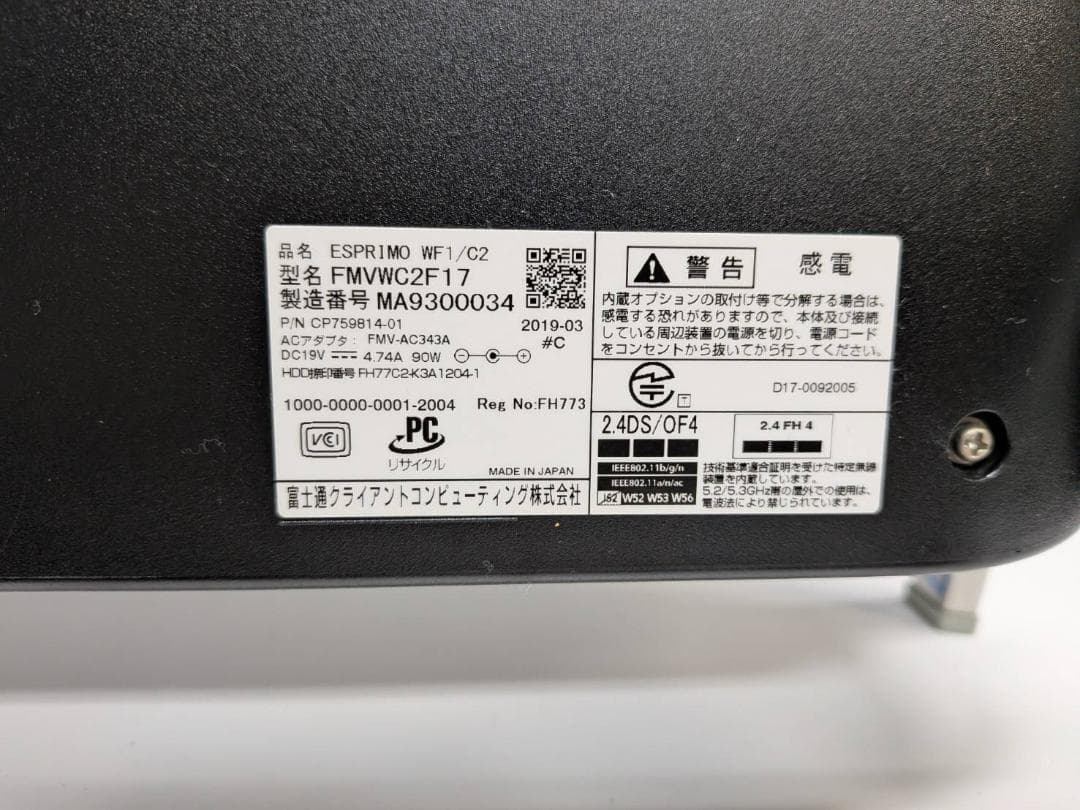 品名 ESPRIMO WF1/C2
型名 FMVWC2F17
製造番号 MA9300034
P/N CP759814-01 2019-03
ACアダプタ: FMV-AC343A #C
DC19V 4.74A 90W
HDD捺印番号 FH77C2-K3A1204-1
1000-0000-0001-2004 Reg No:FH773
VCI
PC
リサイクル
MADE IN JAPAN
富士通クライアントコンピューティング株式会社
警告 感電
内蔵オプションの取付け等で分解する場合は、
感電する恐れがありますので、本体及び接続
している周辺装置の電源を切り、電源コード
をコンセントから抜いてから行ってください。
T D17-0092005
2.4DS/OF4
2.4 FH 4
IEEE802.11b/g/n
IEEE802.11a/n/ac
J52 W52 W53 W56
技術基準適合証明を受けた特定無線
装置を内蔵しています。
5.2/5.3GHz帯の屋外での使用は、
電波法により禁じられています。